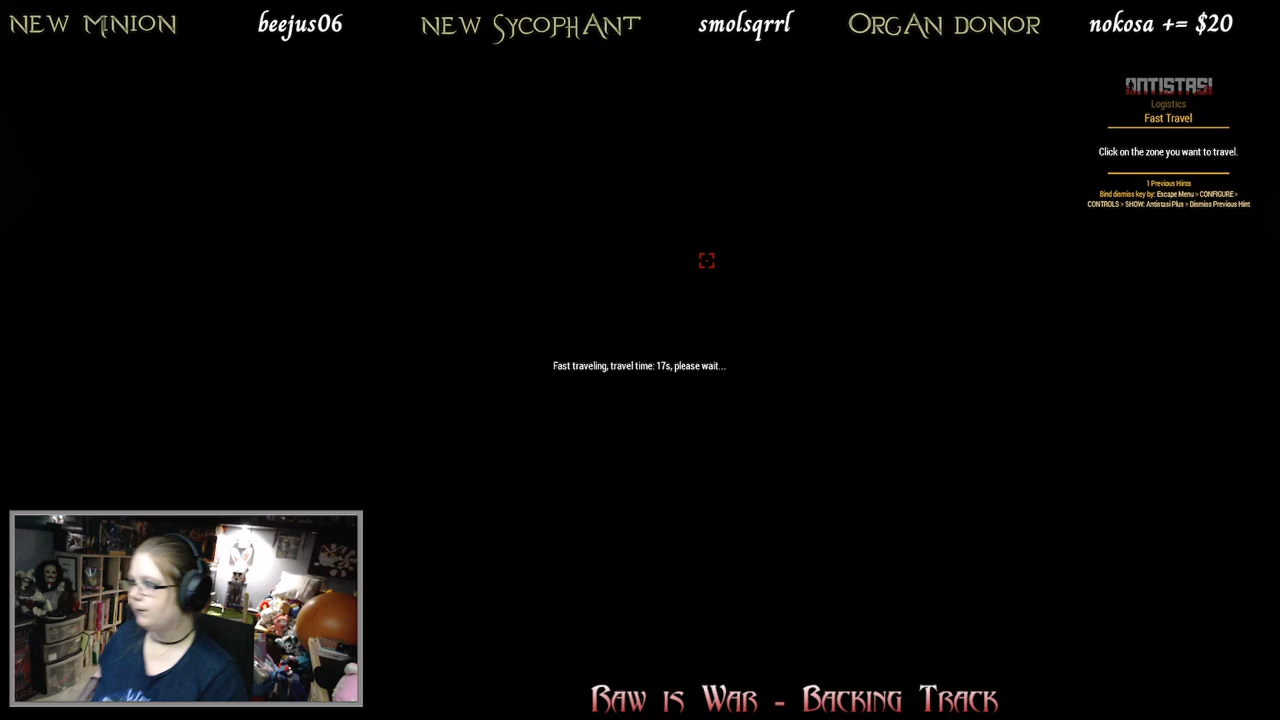 NEW MINION
beejus06
NEW SYCOPHANT
smolsqrrl
ORGAN DONOR
nokosa += $20
ANTISTASI
Logistics
Fast Travel
Click on the zone you want to travel.
1 Previous Hints
Bind dismiss key by: Escape Menu > CONFIGURE >
CONTROLS > SHOW: Antistasi Plus > Dismiss Previous Hint
Fast traveling, travel time: 17s, please wait...
Raw is War - Backing Track